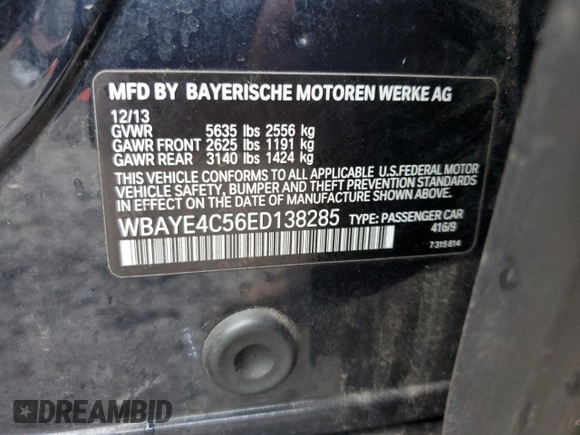 MFD BY BAYERISCHE MOTOREN WERKE AG
12/13
GVWR 5635 lbs 2556 kg
GAWR FRONT 2625 lbs 1191 kg
GAWR REAR 3140 lbs 1424 kg
THIS VEHICLE CONFORMS TO ALL APPLICABLE U.S.FEDERAL MOTOR
VEHICLE SAFETY, BUMPER AND THEFT PREVENTION STANDARDS
IN EFFECT ON THE DATE OF MANUFACTURE SHOWN ABOVE.
WBAYE4C56ED138285 TYPE: PASSENGER CAR
416/9
7 315 814
DREAMBID